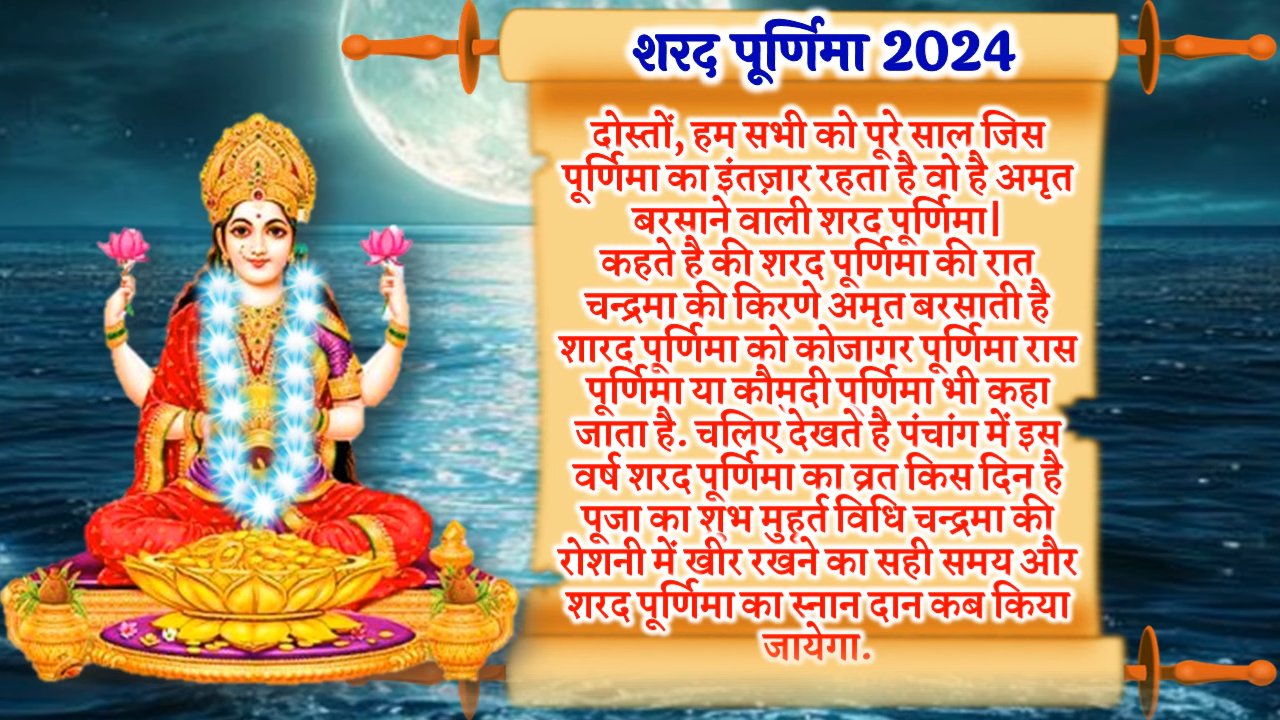 शरद पूर्णिमा 2024
दोस्तों, हम सभी को पूरे साल जिस
पूर्णिमा का इंतज़ार रहता है वो है अमृत
बरसाने वाली शरद पूर्णिमा|
कहते है की शरद पूर्णिमा की रात
चन्द्रमा की किरणे अमृत बरसाती है
शारद पूर्णिमा को कोजागर पूर्णिमा रास
पूर्णिमा या कौमुदी पूर्णिमा भी कहा
जाता है. चलिए देखते है पंचांग में इस
वर्ष शरद पूर्णिमा का व्रत किस दिन है
पूजा का शुभ मुहूर्त विधि चन्द्रमा की
रोशनी में खीर रखने का सही समय और
शरद पूर्णिमा का स्नान दान कब किया
जायेगा.